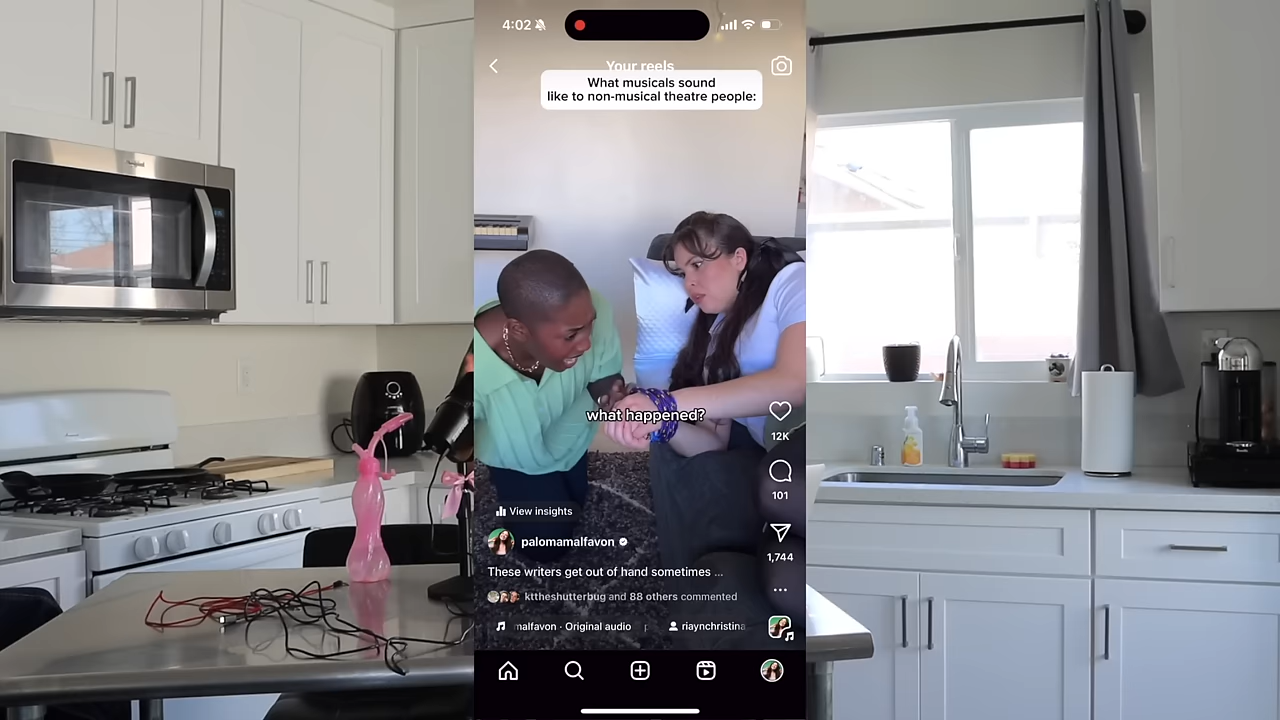 4:02
Your reels
What musicals sound
like to non-musical theatre people:
what happened?
12K
101
1,744
View insights
palomamalfavon
These writers get out of hand sometimes ...
kttheshutterbug and 88 others commented
malfavon · Original audio
riaynchristina